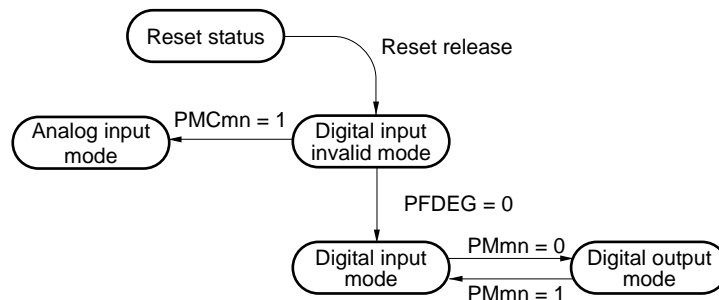 Reset status
Reset release
Analog input
mode
PMCmn = 1
Digital input
invalid mode
PFDEG = 0
Digital input
mode
PMmn = 0
PMmn = 1
Digital output
mode